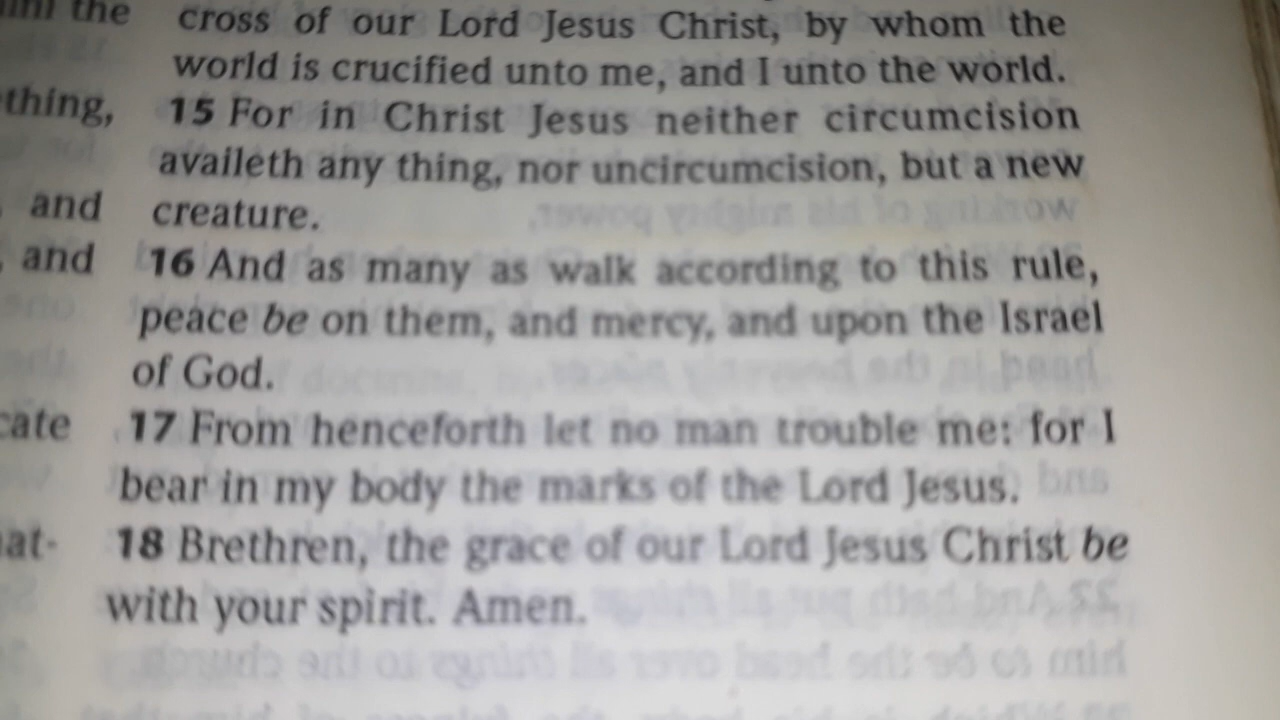 the
cross of our Lord Jesus Christ, by whom the
world is crucified unto me, and I unto the world.
thing,
15 For in Christ Jesus neither circumcision
availeth any thing, nor uncircumcision, but a new
and
creature.
, and
16 And as many as walk according to this rule,
peace be on them, and mercy, and upon the Israel
of God.
cate
17 From henceforth let no man trouble me: for I
bear in my body the marks of the Lord Jesus.
at-
18 Brethren, the grace of our Lord Jesus Christ be
with your spirit. Amen.